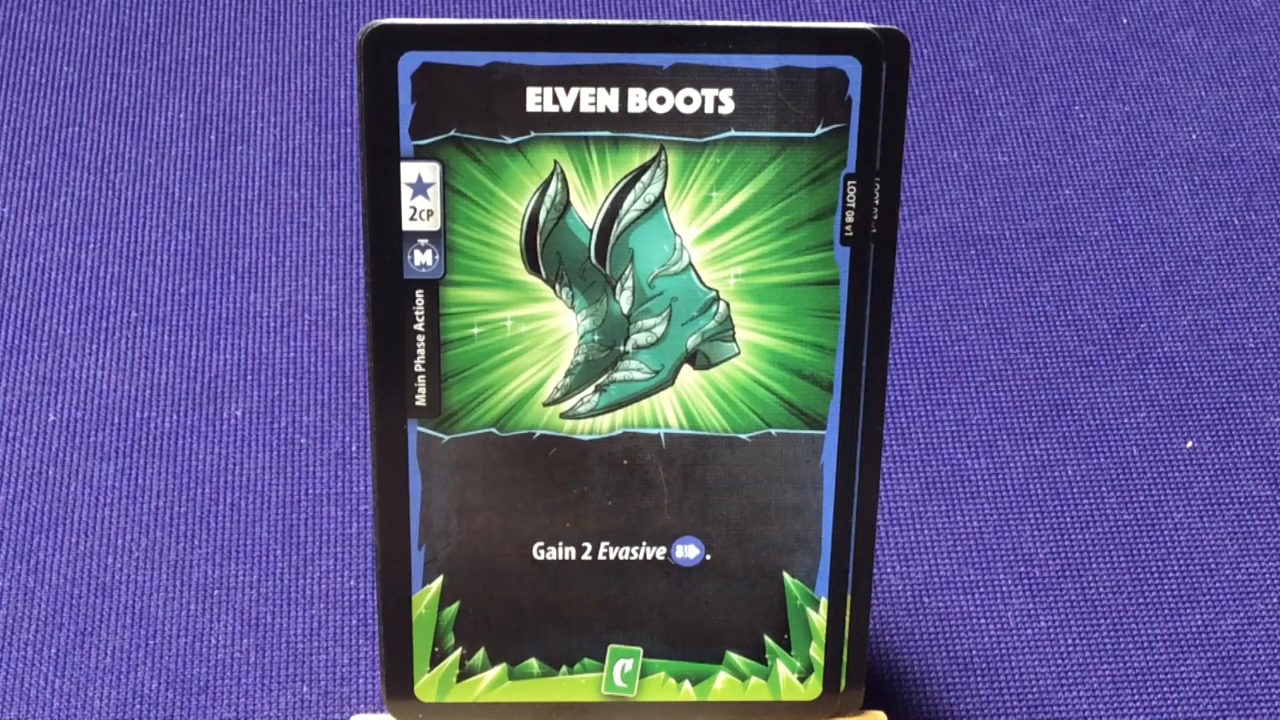 ELVEN BOOTS
2CP
M
Main Phase Action
LOOT 08 V1
Gain 2 Evasive.
C